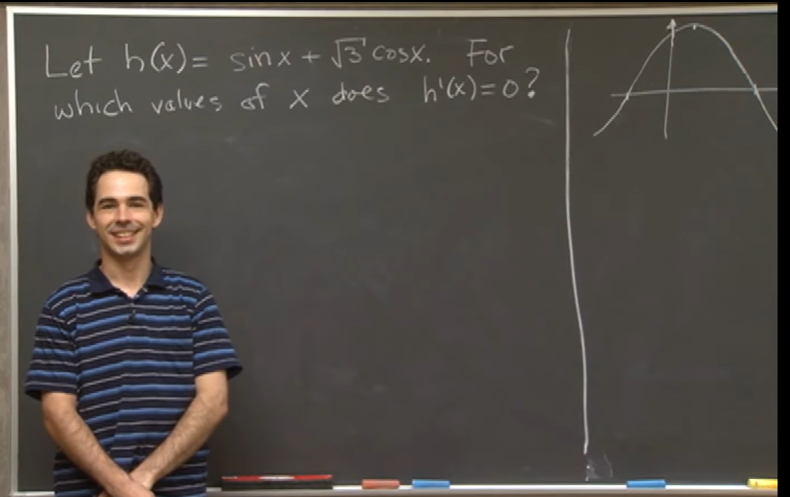 Let h(x) = sin x + √3 cos x. For
which values of x does h'(x) = 0?